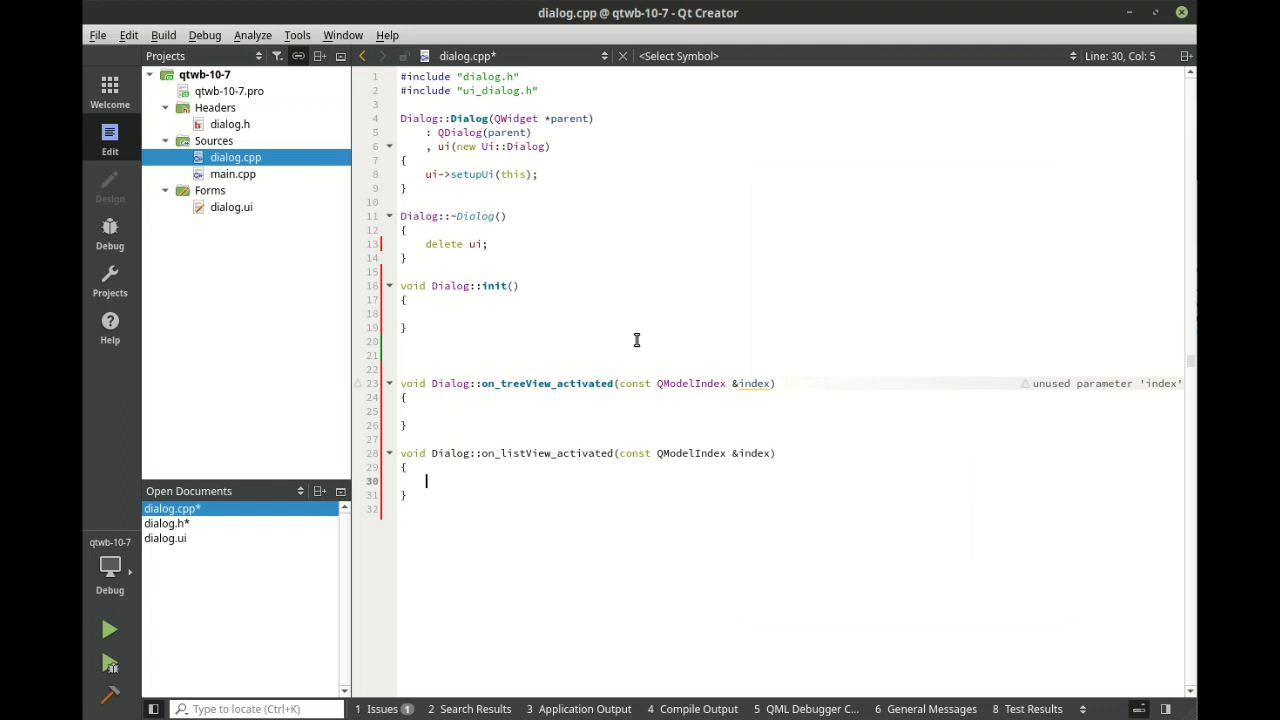 dialog.cpp @ qtwb-10-7 - Qt Creator
File Edit Build Debug Analyze Tools Window Help
Projects
dialog.cpp*
<Select Symbol>
Line: 30, Col: 5
Welcome
Edit
Design
Debug
Projects
Help
qtwb-10-7
Debug
qtwb-10-7
qtwb-10-7.pro
Headers
dialog.h
Sources
dialog.cpp
main.cpp
Forms
dialog.ui
Open Documents
dialog.cpp*
dialog.h*
dialog.ui
1 #include "dialog.h"
2 #include "ui_dialog.h"
3
4 Dialog::Dialog(QWidget *parent)
5 : QDialog(parent)
6 , ui(new Ui::Dialog)
7 {
8 ui->setupUi(this);
9 }
10
11 Dialog::~Dialog()
12 {
13 delete ui;
14 }
15
16 void Dialog::init()
17 {
18
19 }
20
21
22
23 void Dialog::on_treeView_activated(const QModelIndex &index) unused parameter 'index'
24 {
25
26 }
27
28 void Dialog::on_listView_activated(const QModelIndex &index)
29 {
30
31 }
32
Type to locate (Ctrl+K)
1 Issues 1
2 Search Results
3 Application Output
4 Compile Output
5 QML Debugger C...
6 General Messages
8 Test Results